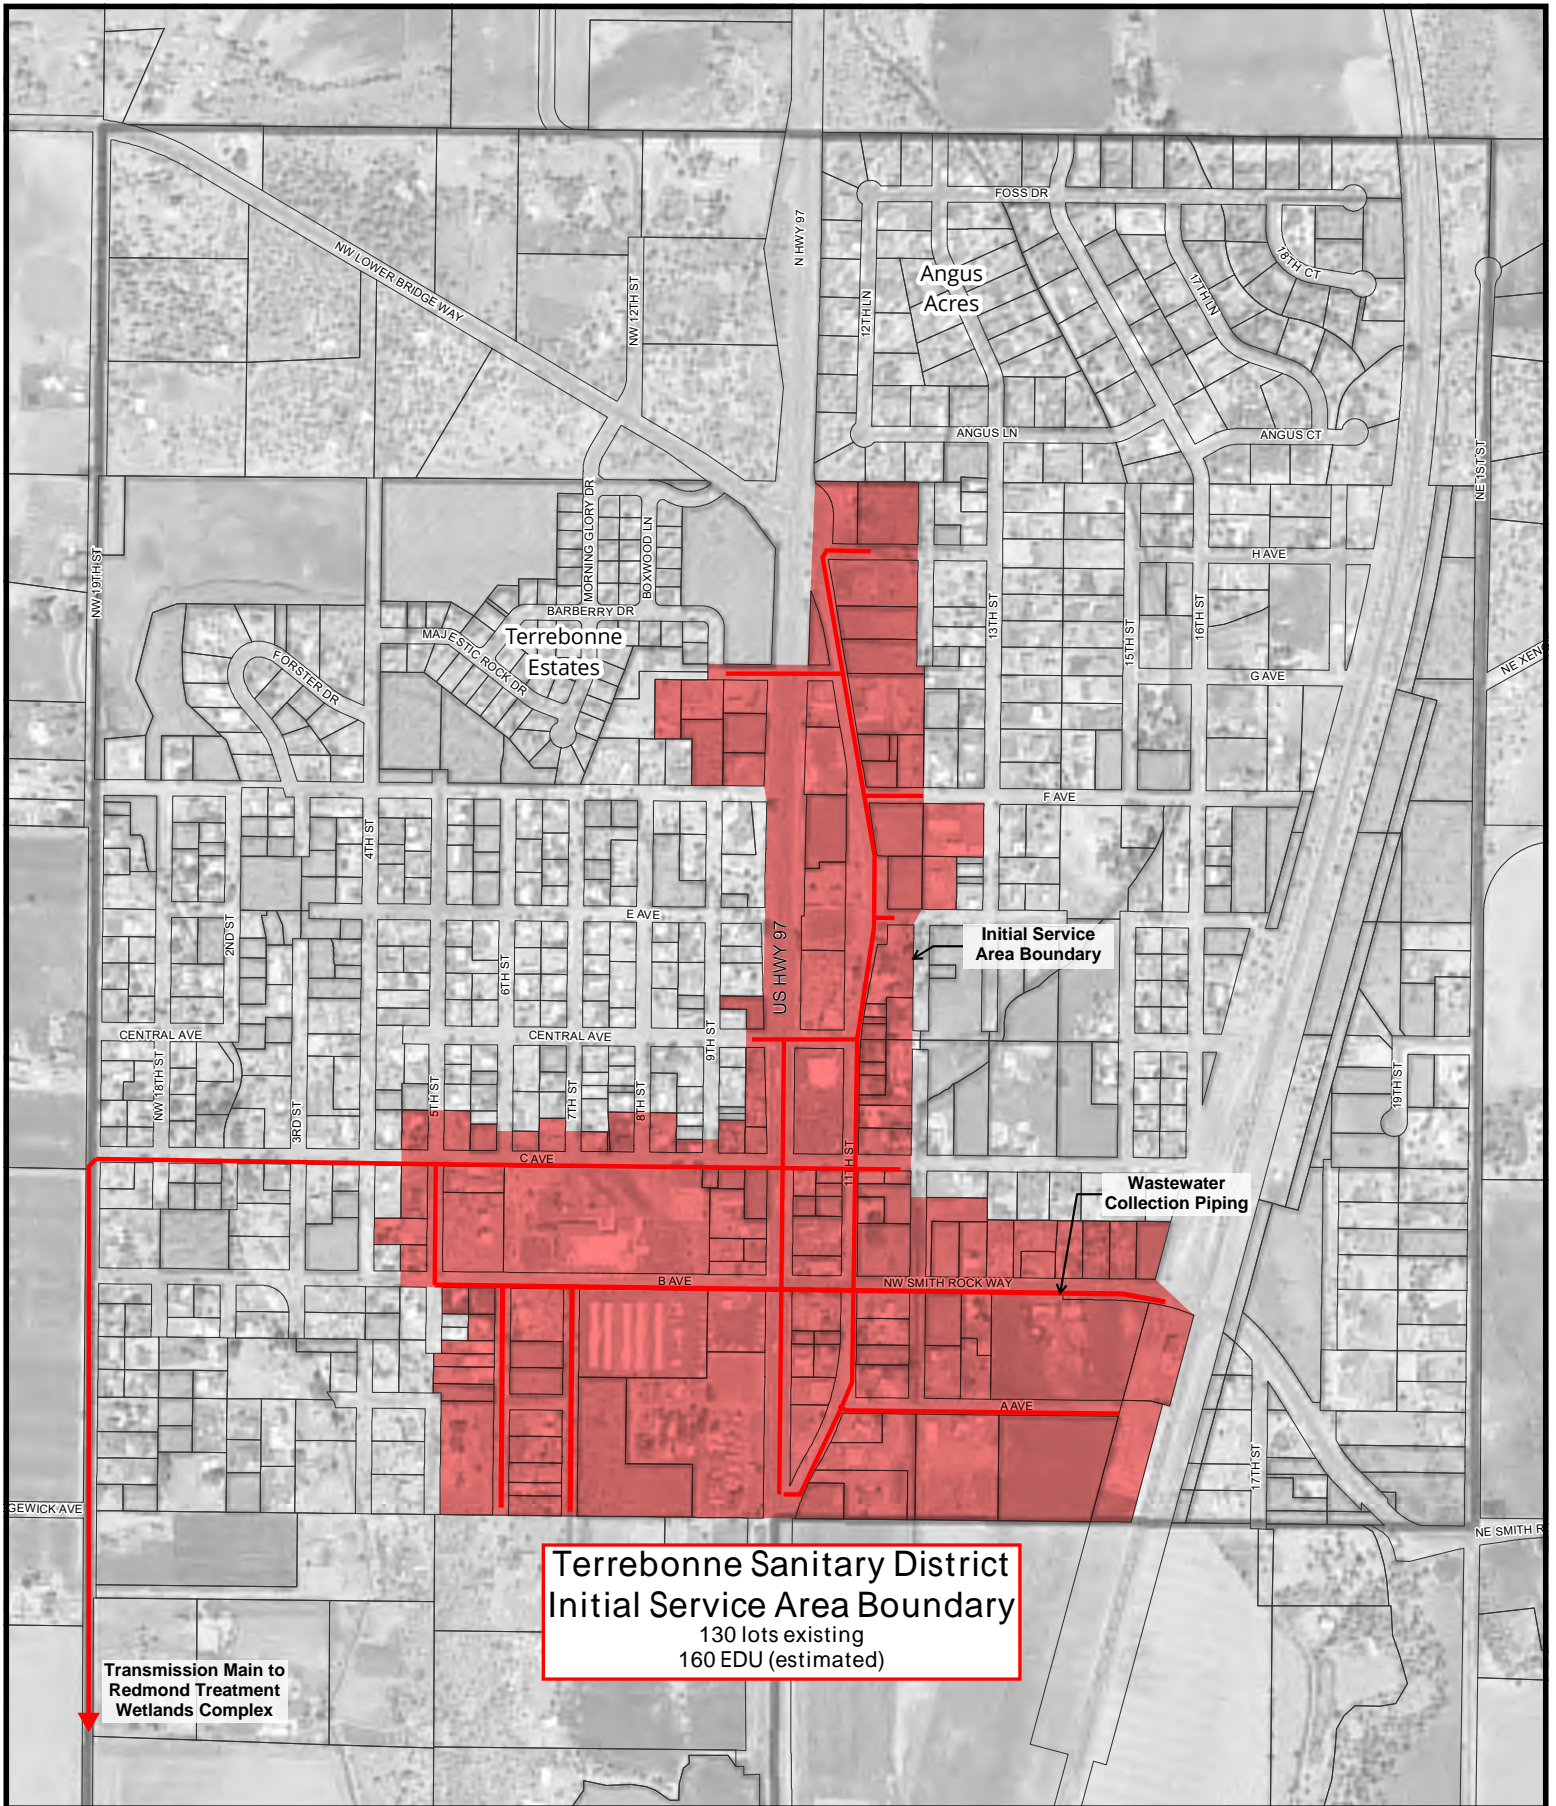 FOSS DR
N HWY 97
18TH CT
Angus
Acres
NW LOWER BRIDGE WAY
17TH LN
NW 12TH ST
12TH LN
ANGUS LN
ANGUS CT
NE 1ST ST
MORNING GLORY DR
BOXWOOD LN
H AVE
NW 19TH ST
BARBERRY DR
13TH ST
15TH ST
16TH ST
MAJESTIC ROCK DR
Terrebonne
Estates
FORSTER DR
G AVE
NE XEN
F AVE
4TH ST
E AVE
2ND ST
US HWY 97
Initial Service
Area Boundary
6TH ST
CENTRAL AVE
CENTRAL AVE
9TH ST
NW 18TH ST
3RD ST
5TH ST
7TH ST
8TH ST
19TH ST
C AVE
11TH ST
Wastewater
Collection Piping
B AVE
NW SMITH ROCK WAY
A AVE
17TH ST
GEWICK AVE
NE SMITH R
Terrebonne Sanitary District
Initial Service Area Boundary
130 lots existing
160 EDU (estimated)
Transmission Main to
Redmond Treatment
Wetlands Complex